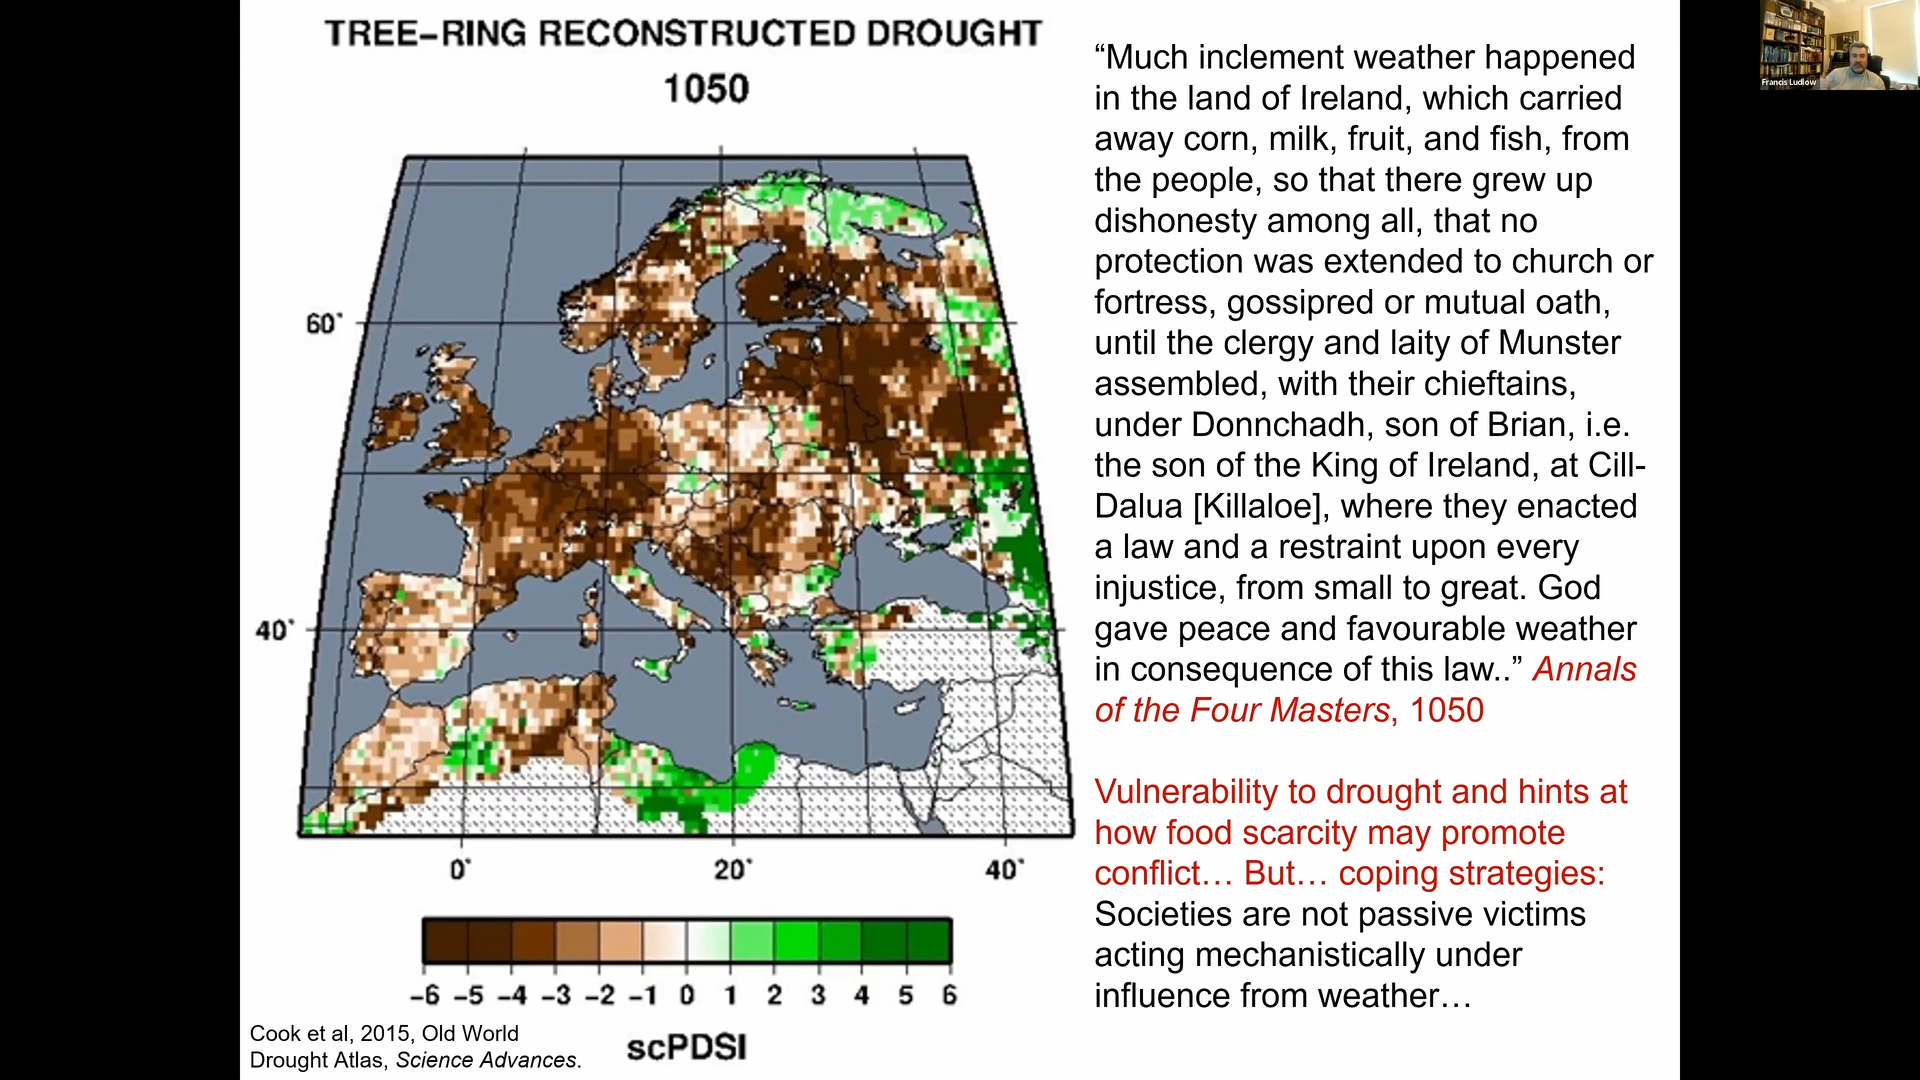 TREE-RING RECONSTRUCTED DROUGHT
1050
60°
40°
0°
20°
40°
-6 -5 -4 -3 -2 -1 0 1 2 3 4 5 6
scPDSI
Cook et al, 2015, Old World
Drought Atlas, Science Advances.
“Much inclement weather happened
in the land of Ireland, which carried
away corn, milk, fruit, and fish, from
the people, so that there grew up
dishonesty among all, that no
protection was extended to church or
fortress, gossipred or mutual oath,
until the clergy and laity of Munster
assembled, with their chieftains,
under Donnchadh, son of Brian, i.e.
the son of the King of Ireland, at Cill-
Dalua [Killaloe], where they enacted
a law and a restraint upon every
injustice, from small to great. God
gave peace and favourable weather
in consequence of this law..” Annals
of the Four Masters, 1050
Vulnerability to drought and hints at
how food scarcity may promote
conflict… But… coping strategies:
Societies are not passive victims
acting mechanistically under
influence from weather…
Francis Ludlow